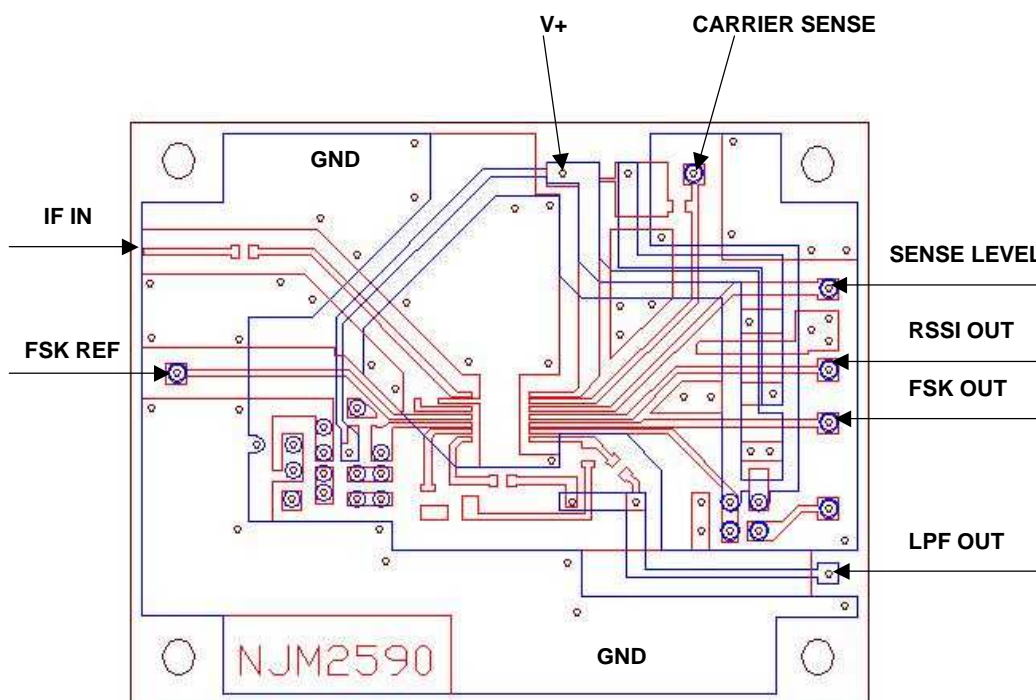 V+
CARRIER SENSE
GND
IF IN
SENSE LEVEL
RSSI OUT
FSK REF
FSK OUT
LPF OUT
GND
NJM2590